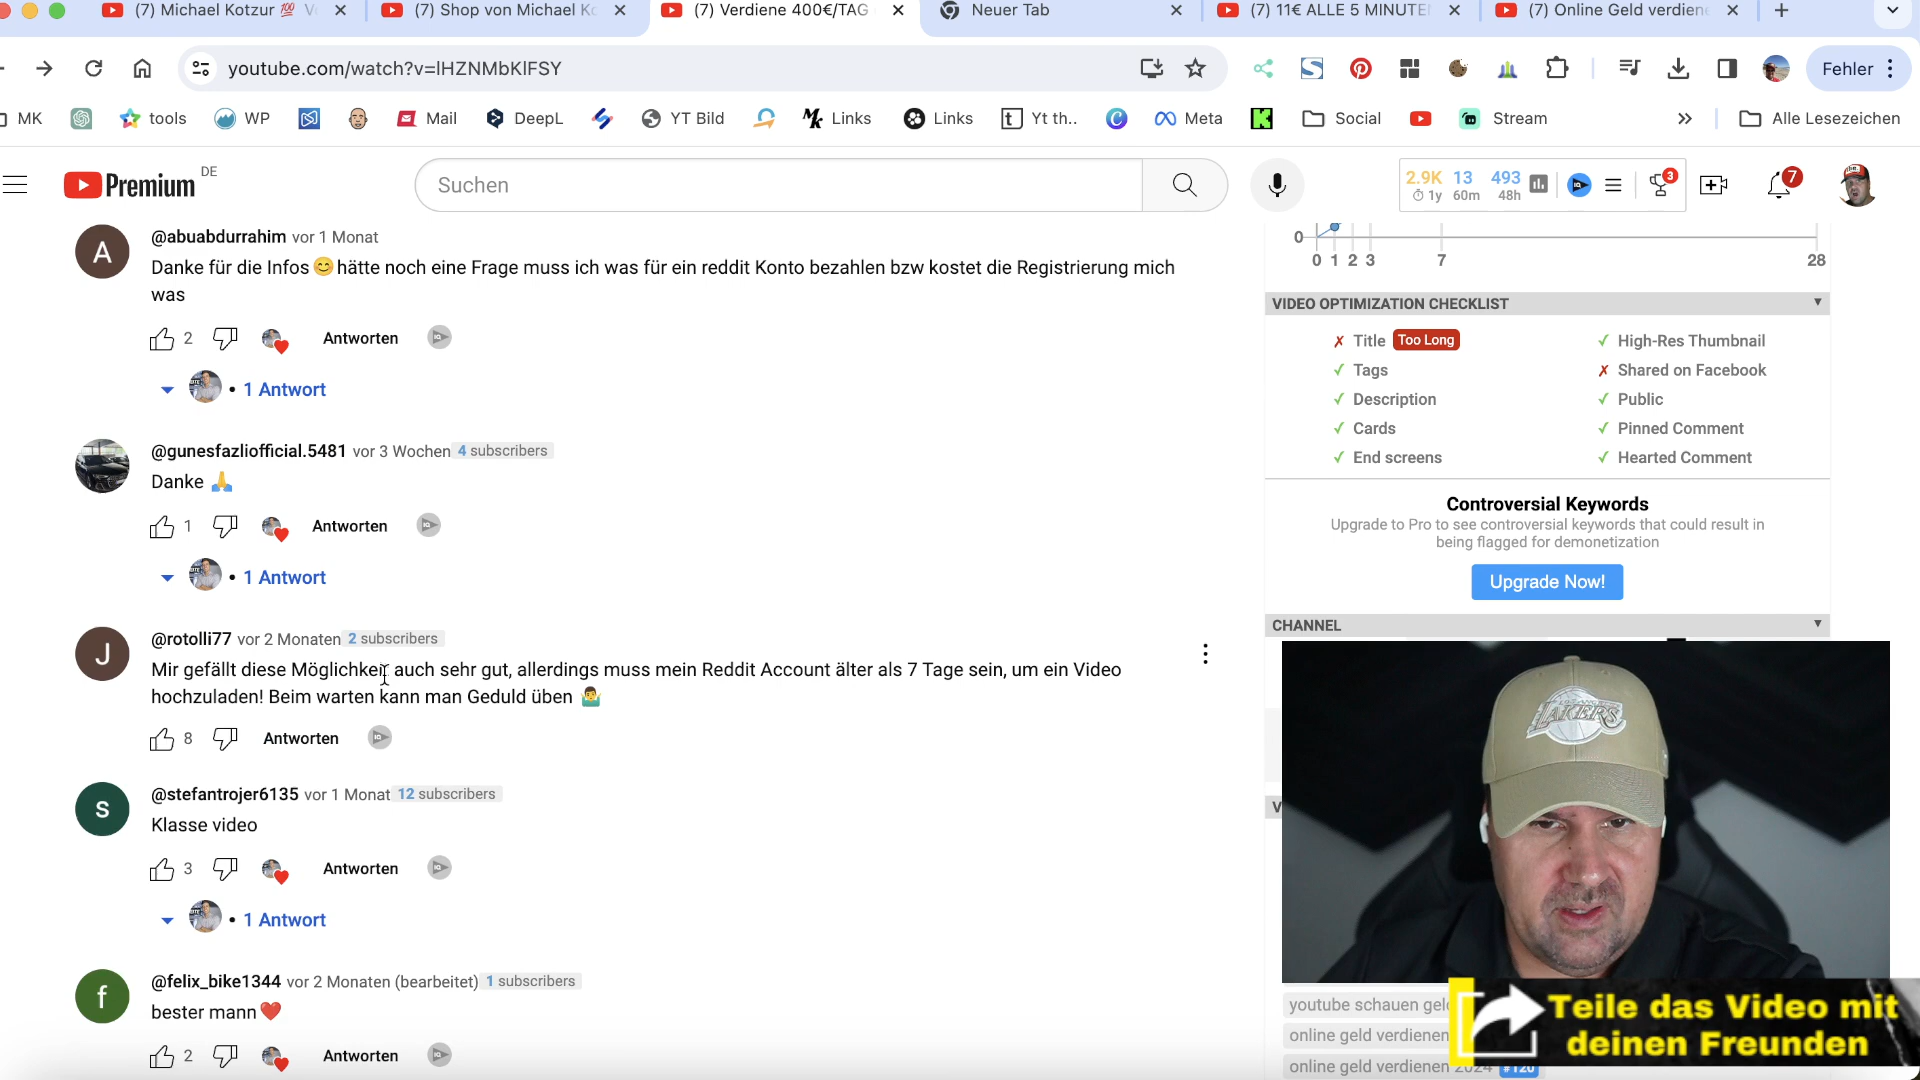 (7) Michael Kotzur 💯 V
(7) Shop von Michael Ko
(7) Verdiene 400€/TAG
Neuer Tab
(7) 11€ ALLE 5 MINUTEN
(7) Online Geld verdiene
youtube.com/watch?v=lHZNMbKlFSY
Fehler
MK
tools
WP
Mail
DeepL
YT Bild
Links
Links
Yt th..
Meta
Social
Stream
Alle Lesezeichen
Premium DE
Suchen
2.9K 13 493
1y 60m 48h
3
7
@abuabdurrahim vor 1 Monat
Danke für die Infos 😊 hätte noch eine Frage muss ich was für ein reddit Konto bezahlen bzw kostet die Registrierung mich
was
2 Antworten
• 1 Antwort
@gunesfazliofficial.5481 vor 3 Wochen 4 subscribers
Danke 🙏
1 Antworten
• 1 Antwort
@rotolli77 vor 2 Monaten 2 subscribers
Mir gefällt diese Möglichkeit auch sehr gut, allerdings muss mein Reddit Account älter als 7 Tage sein, um ein Video
hochzuladen! Beim warten kann man Geduld üben 🤷‍♂️
8 Antworten
@stefantrojer6135 vor 1 Monat 12 subscribers
Klasse video
3 Antworten
• 1 Antwort
@felix_bike1344 vor 2 Monaten (bearbeitet) 1 subscribers
bester mann❤️
2 Antworten
A
J
S
f
0
0 1 2 3 7 28
VIDEO OPTIMIZATION CHECKLIST
✗ Title Too Long
✓ High-Res Thumbnail
✓ Tags
✗ Shared on Facebook
✓ Description
✓ Public
✓ Cards
✓ Pinned Comment
✓ End screens
✓ Hearted Comment
Controversial Keywords
Upgrade to Pro to see controversial keywords that could result in
being flagged for demonetization
Upgrade Now!
CHANNEL
V
LAKERS
youtube schauen gel
online geld verdienen
online geld verdienen 2024 #120
Teile das Video mit
deinen Freunden